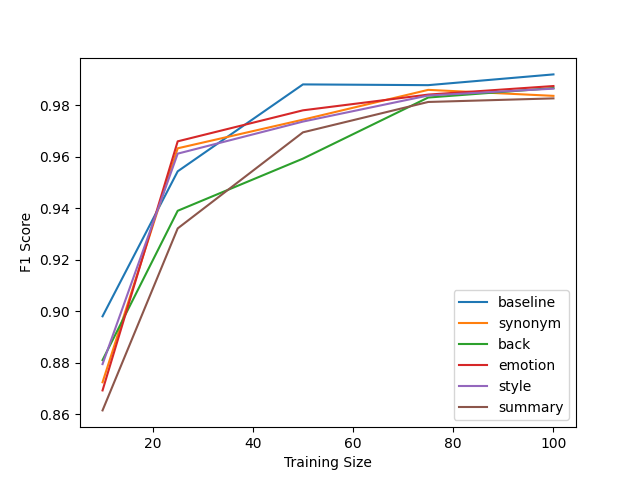 0.98
0.96
0.94
0.92
0.90
0.88
0.86
F1 Score
20
40
60
80
100
Training Size
baseline
synonym
back
emotion
style
summary